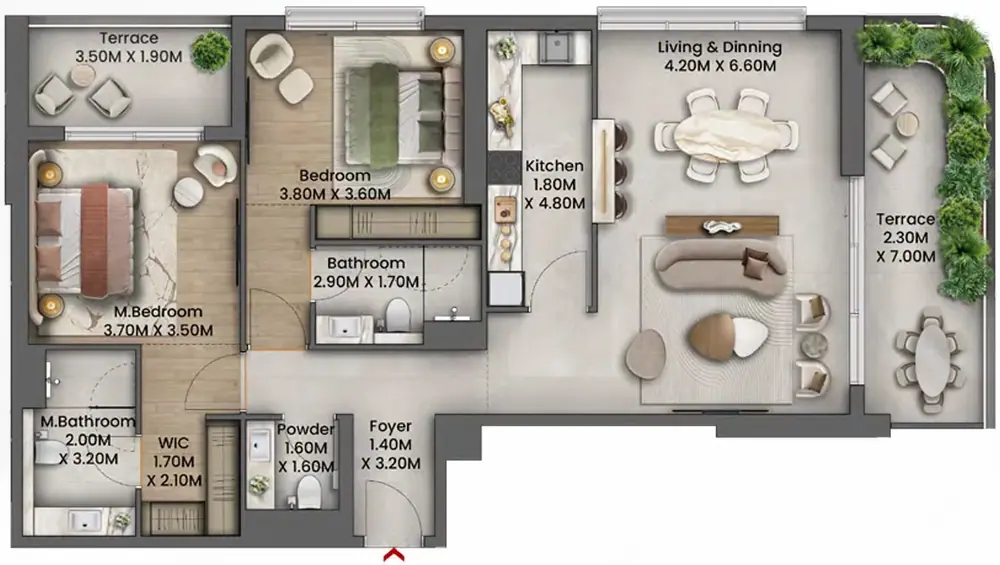 Terrace
3.50M X 1.90M
Living & Dinning
4.20M X 6.60M
Bedroom
3.80M X 3.60M
Kitchen
1.80M
X 4.80M
Terrace
2.30M
X 7.00M
Bathroom
2.90M X 1.70M
M.Bedroom
3.70M X 3.50M
M.Bathroom
2.00M
X 3.20M
WIC
1.70M
X 2.10M
Powder
1.60M
X 1.60M
Foyer
1.40M
X 3.20M